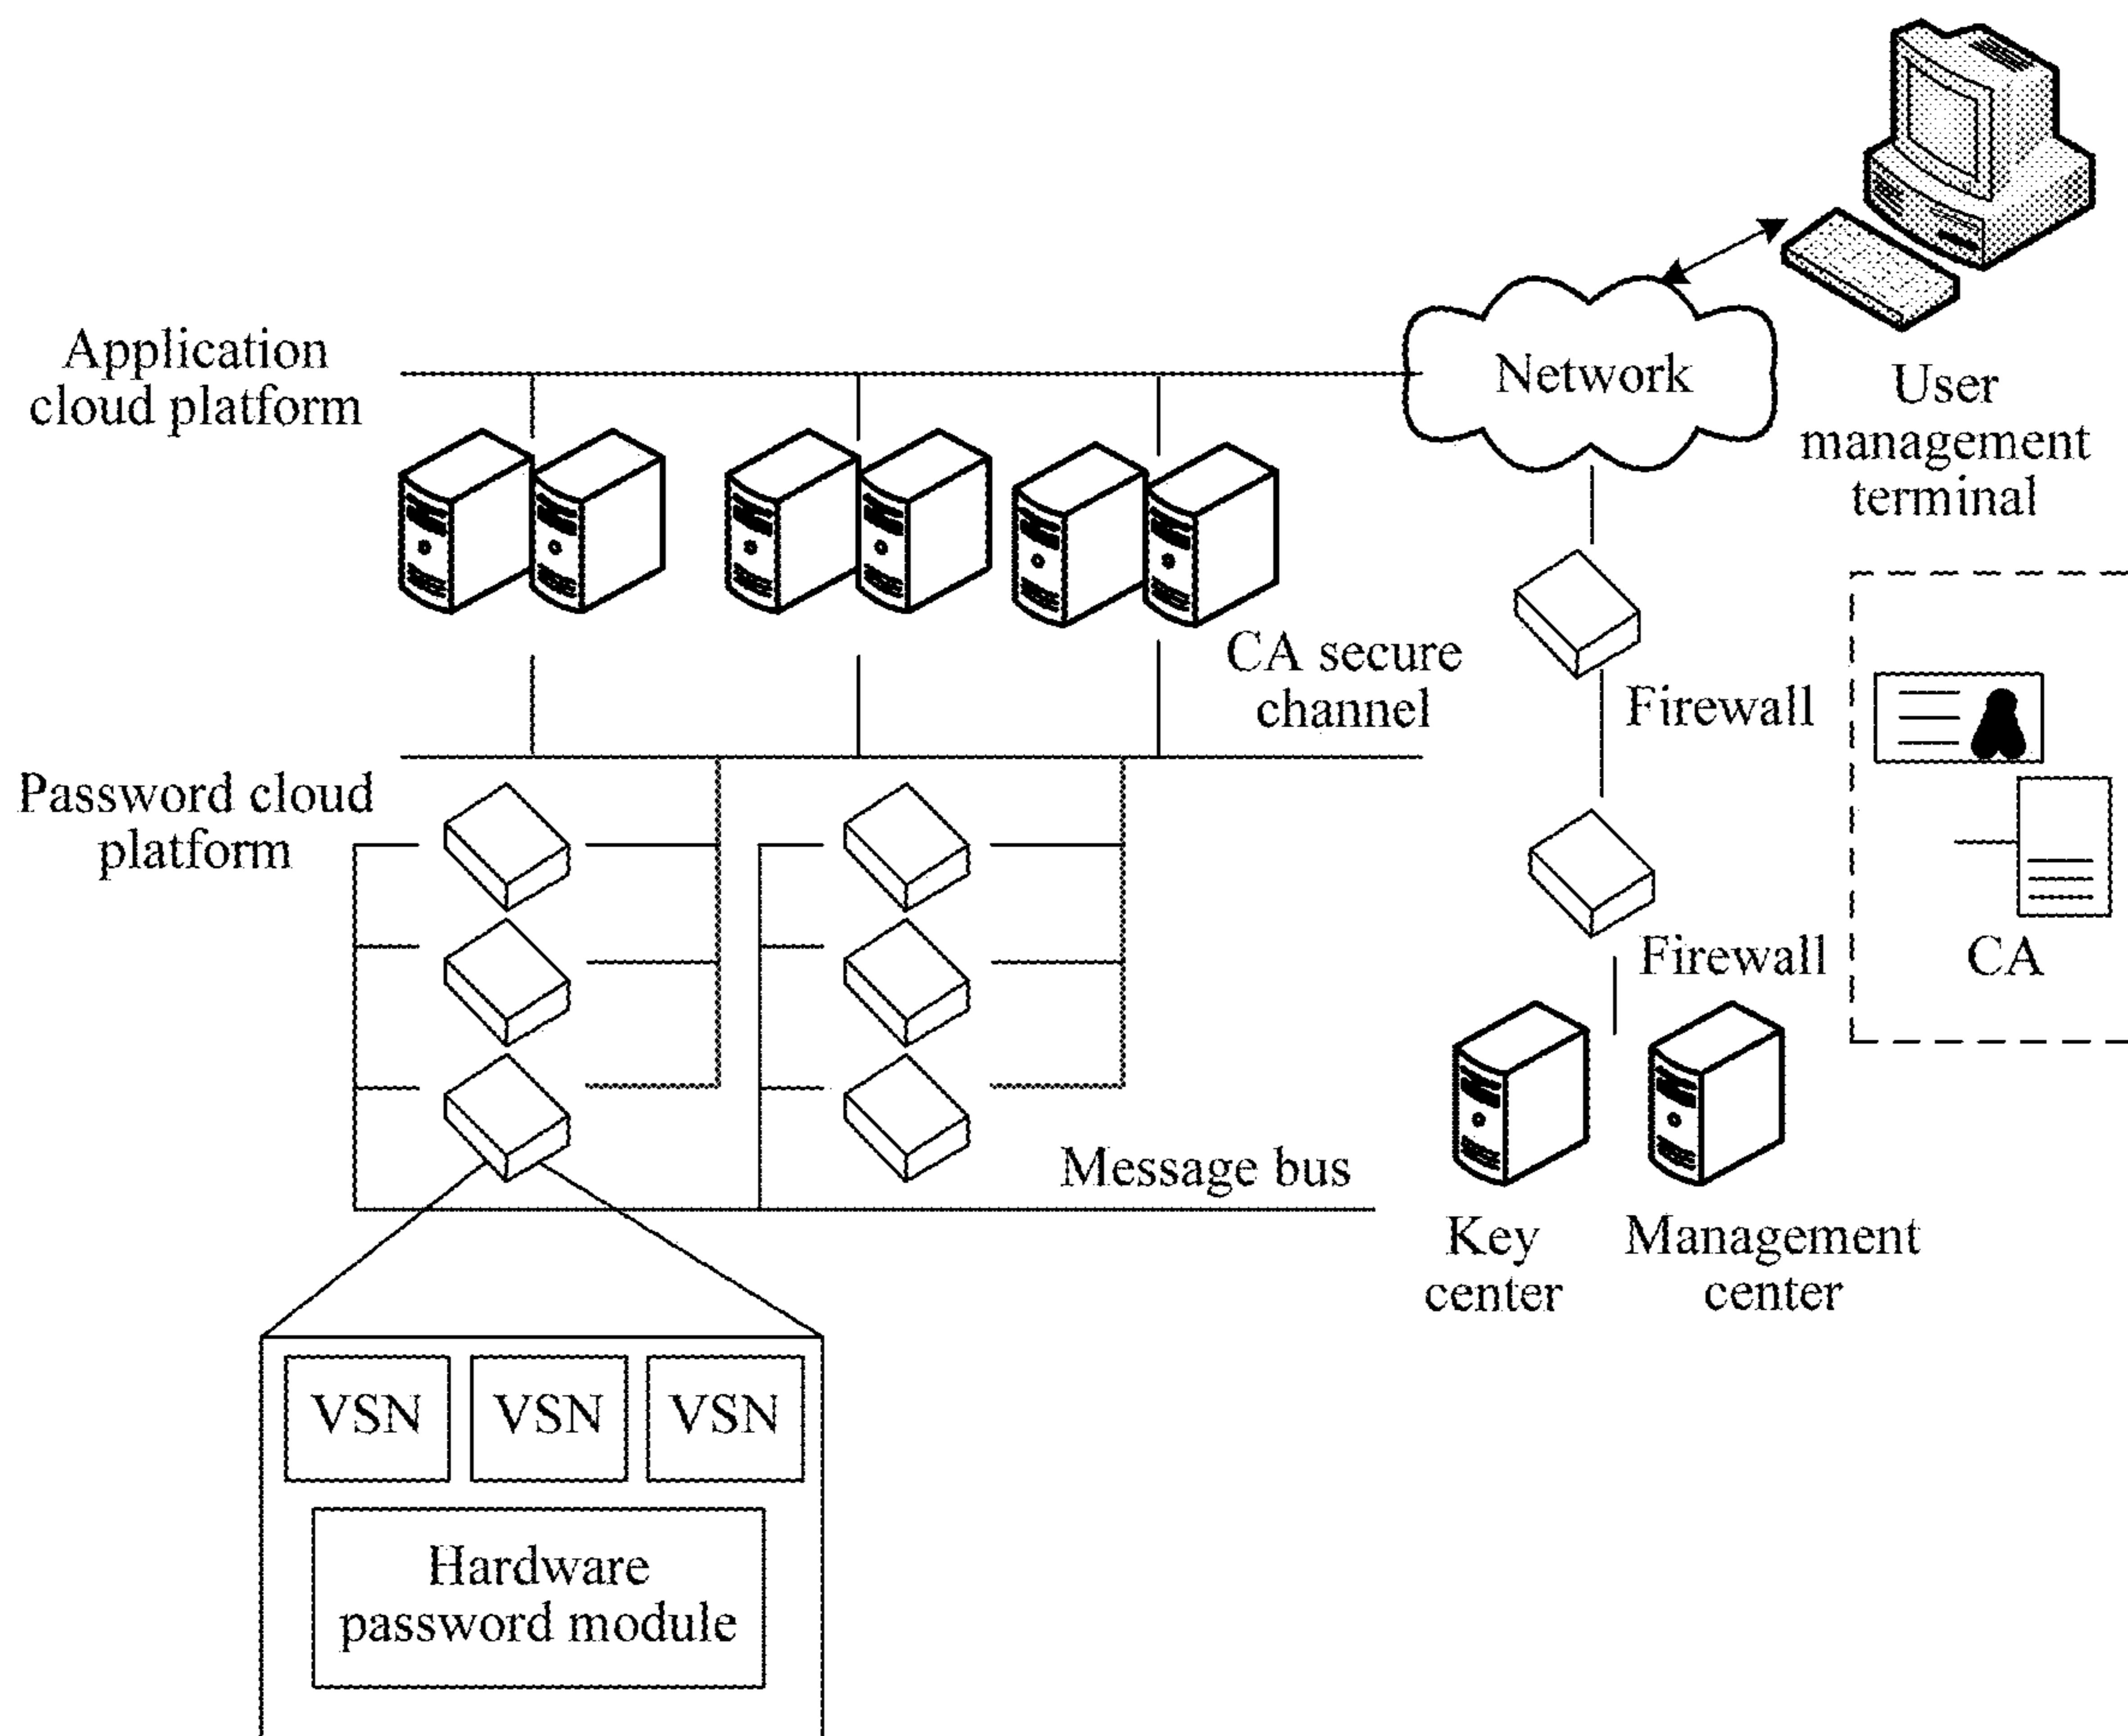 Application
cloud platform
Network
User
management
terminal
CA secure
channel
Firewall
Password cloud
platform
Firewall
CA
Message bus
Key
center
Management
center
VSN
VSN
VSN
Hardware
password module